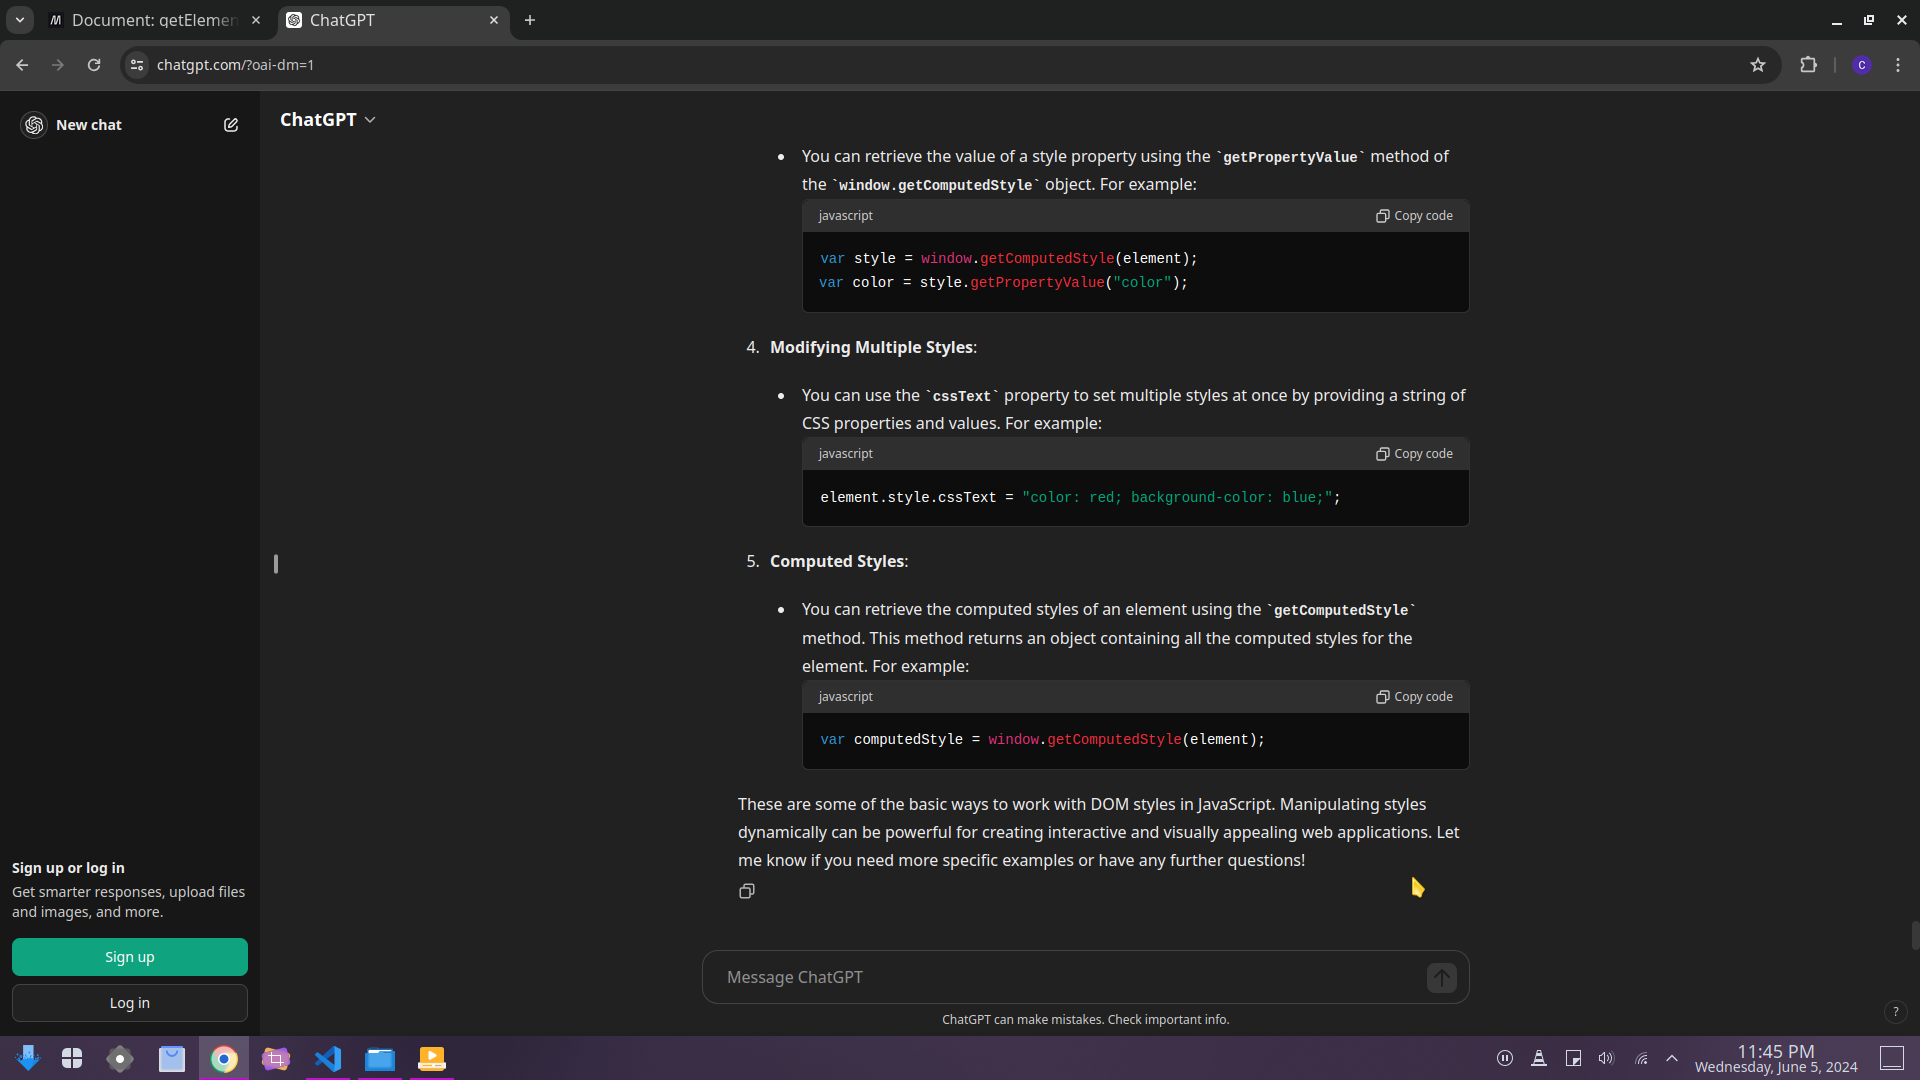 Document: getElemen
ChatGPT
chatgpt.com/?oai-dm=1
C
New chat
ChatGPT
You can retrieve the value of a style property using the `getPropertyValue` method of
the `window.getComputedStyle` object. For example:
javascript
Copy code
var style = window.getComputedStyle(element);
var color = style.getPropertyValue("color");
4. Modifying Multiple Styles:
You can use the `cssText` property to set multiple styles at once by providing a string of
CSS properties and values. For example:
javascript
Copy code
element.style.cssText = "color: red; background-color: blue;";
5. Computed Styles:
You can retrieve the computed styles of an element using the `getComputedStyle`
method. This method returns an object containing all the computed styles for the
element. For example:
javascript
Copy code
var computedStyle = window.getComputedStyle(element);
These are some of the basic ways to work with DOM styles in JavaScript. Manipulating styles
dynamically can be powerful for creating interactive and visually appealing web applications. Let
me know if you need more specific examples or have any further questions!
Sign up or log in
Get smarter responses, upload files
and images, and more.
Sign up
Log in
Message ChatGPT
ChatGPT can make mistakes. Check important info.
?
11:45 PM
Wednesday, June 5, 2024